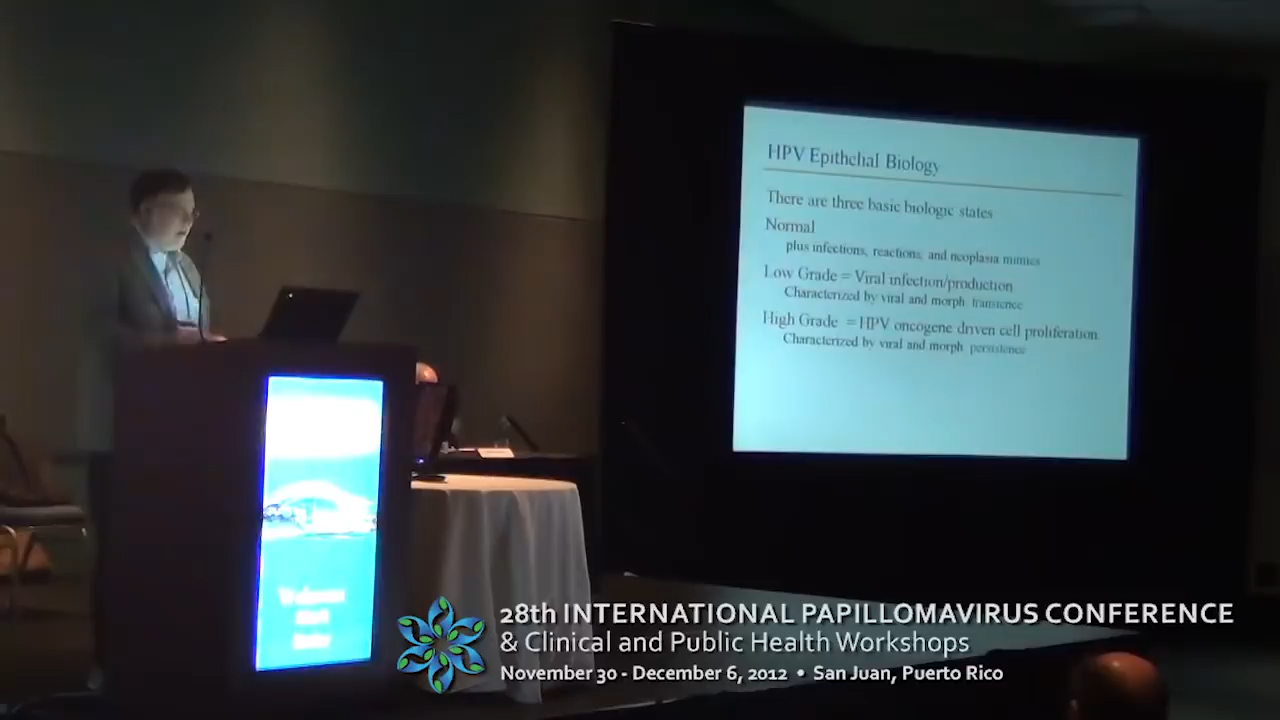 HPV Epithelial Biology
There are three basic biologic states
Normal
plus infections, reactions, and neoplasia mimics
Low Grade = Viral infection/production
Characterized by viral and morph transience
High Grade = HPV oncogene driven cell proliferation
Characterized by viral and morph persistence
Welcome
28th INTERNATIONAL PAPILLOMAVIRUS CONFERENCE
& Clinical and Public Health Workshops
November 30 - December 6, 2012 • San Juan, Puerto Rico